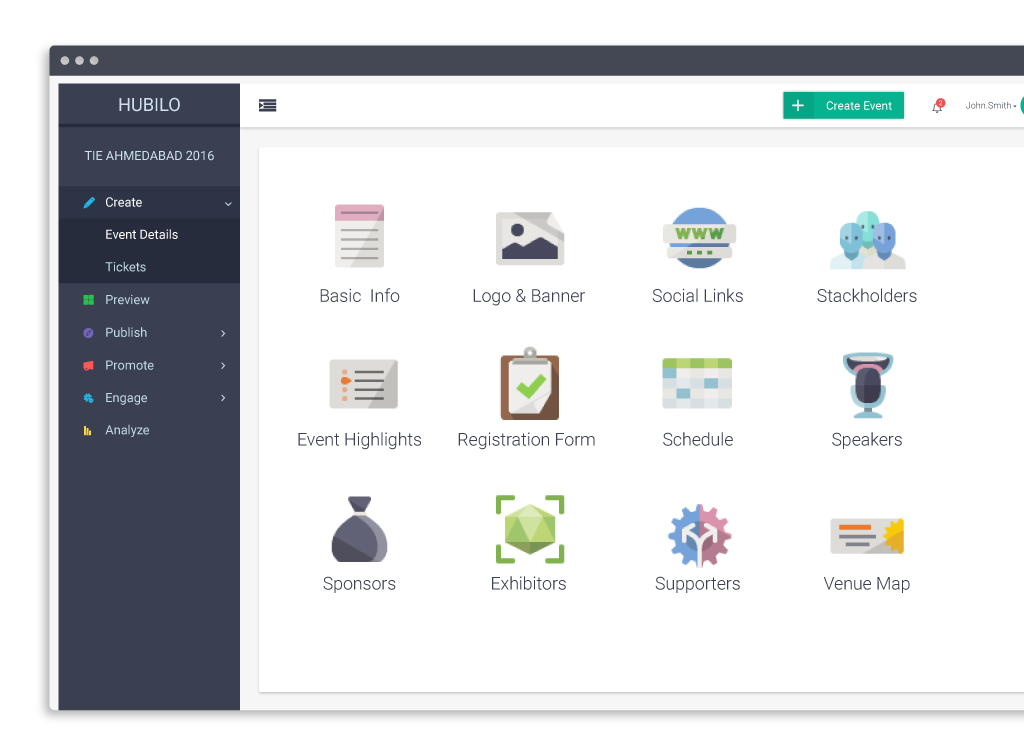 HUBILO
Create Event
2
John.Smith
TIE AHMEDABAD 2016
Create
Event Details
Tickets
Preview
Publish
Promote
Engage
Analyze
WWW
Basic Info
Logo & Banner
Social Links
Stackholders
Event Highlights
Registration Form
Schedule
Speakers
Sponsors
Exhibitors
Supporters
Venue Map